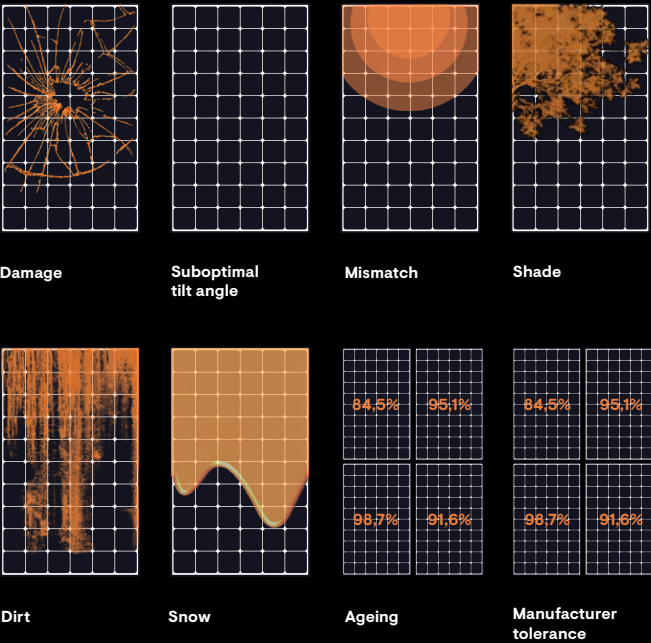 Damage
Suboptimal
tilt angle
Mismatch
Shade
84,5% 95,1%
98,7% 91,6%
84,5% 95,1%
98,7% 91,6%
Dirt
Snow
Ageing
Manufacturer
tolerance